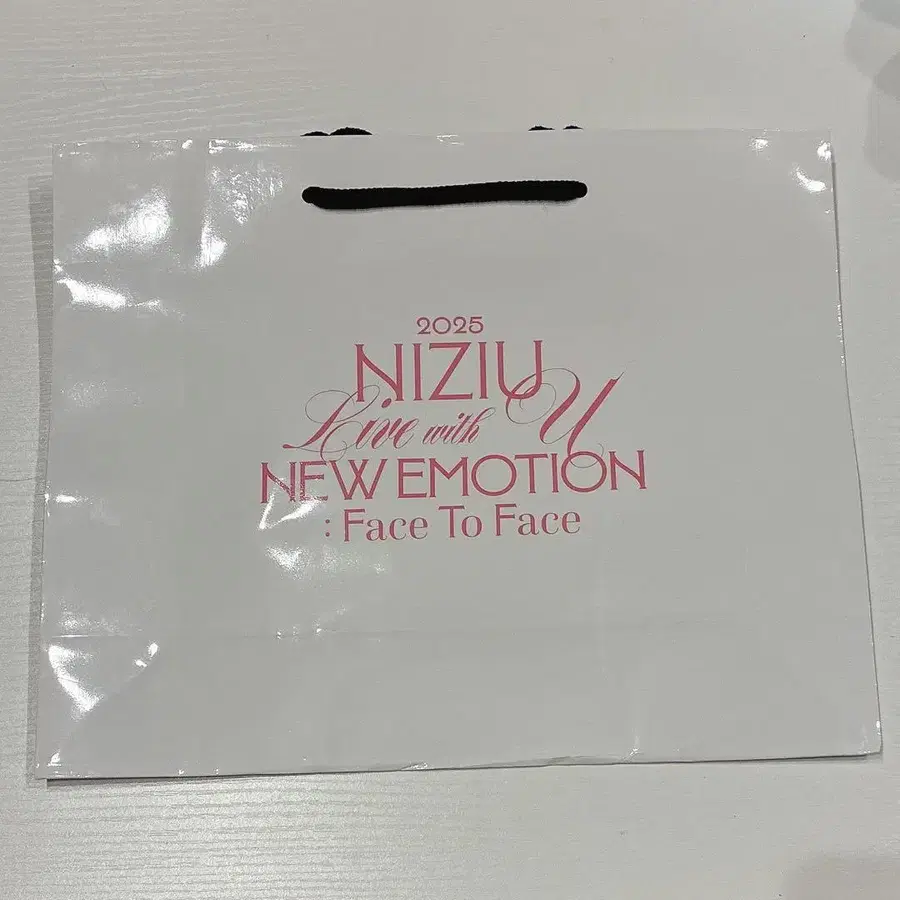 2025
NIZIU
Live with U
NEW EMOTION
: Face To Face